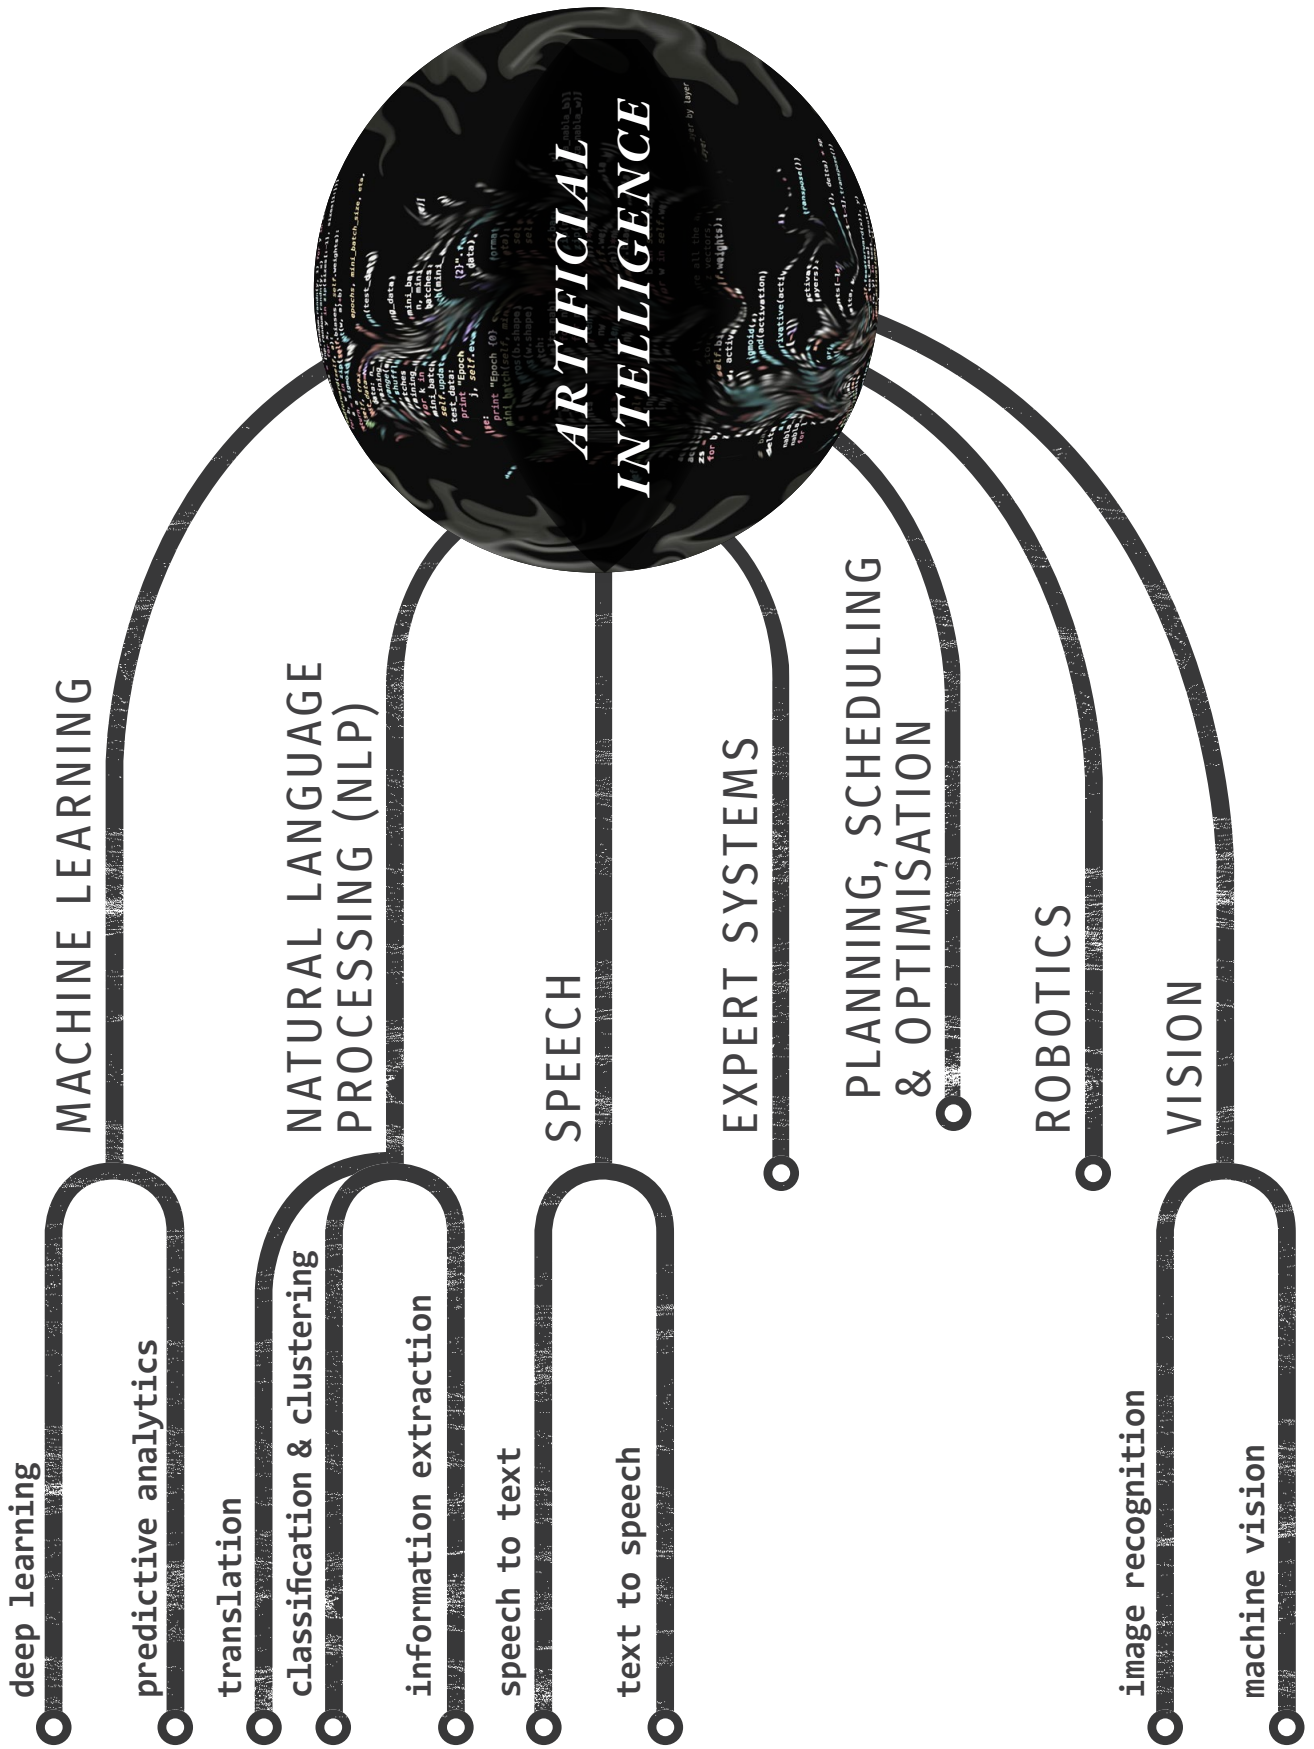 ARTIFICIAL
INTELLIGENCE
MACHINE LEARNING
deep learning
predictive analytics
NATURAL LANGUAGE
PROCESSING (NLP)
translation
classification & clustering
information extraction
SPEECH
speech to text
text to speech
EXPERT SYSTEMS
PLANNING, SCHEDULING
& OPTIMISATION
ROBOTICS
VISION
image recognition
machine vision